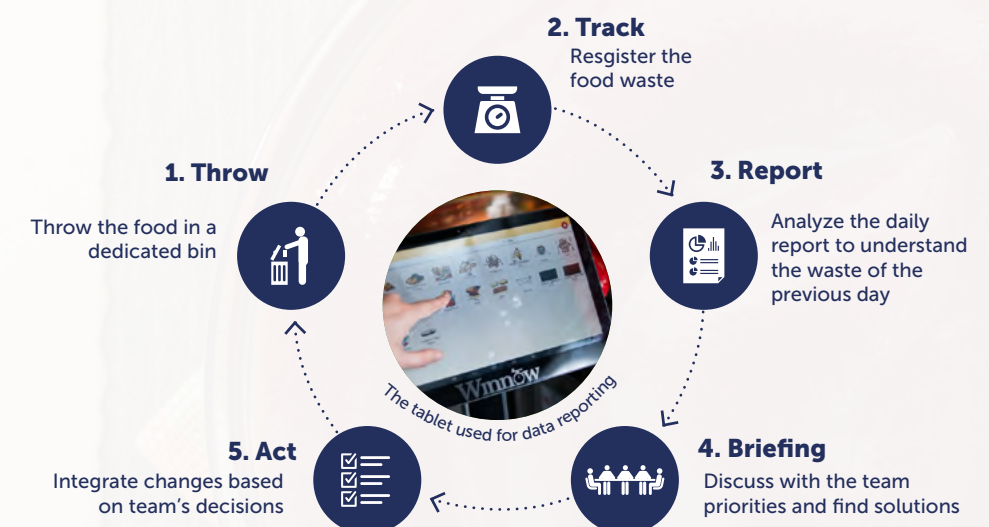 2. Track
Resgister the
food waste
1. Throw
Throw the food in a
dedicated bin
3. Report
Analyze the daily
report to understand
the waste of the
previous day
Winnow
The tablet used for data reporting
5. Act
Integrate changes based
on team's decisions
4. Briefing
Discuss with the team
priorities and find solutions